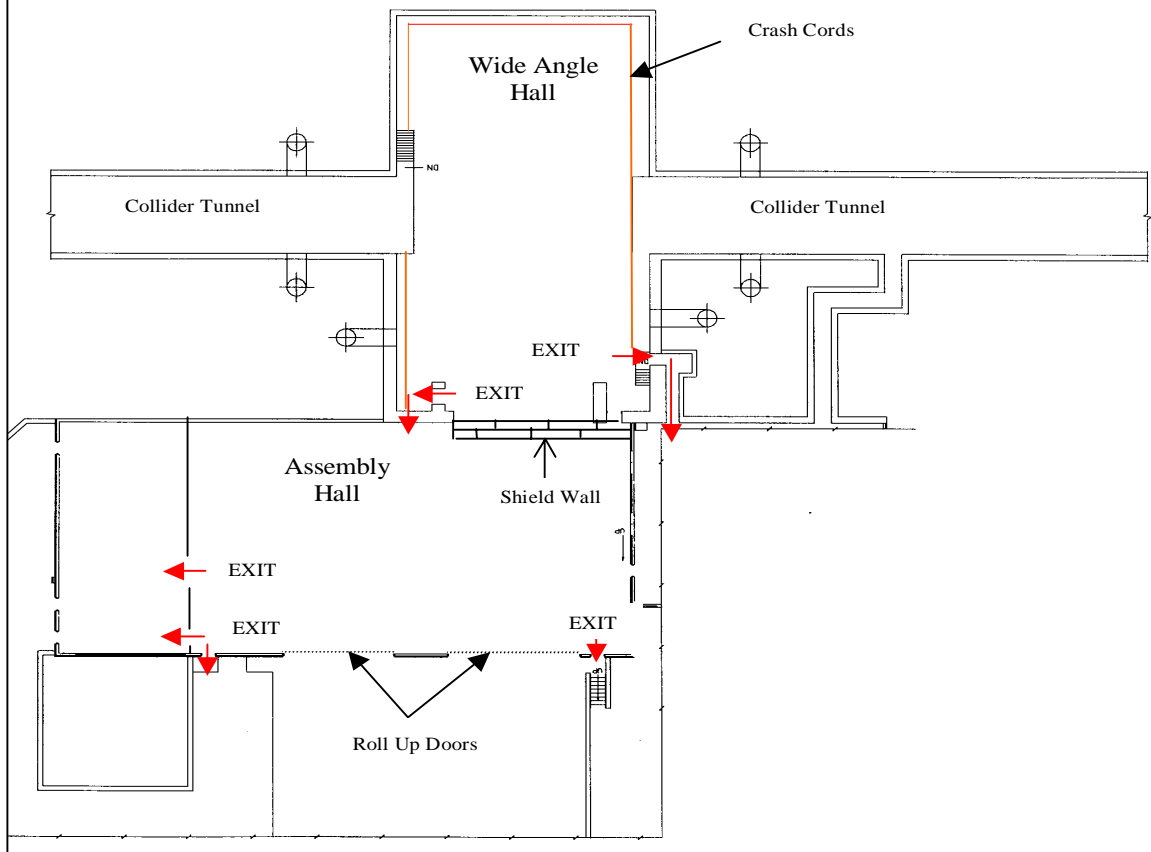 Crash Cords
Wide Angle
Hall
DN
Collider Tunnel
Collider Tunnel
EXIT
EXIT
Assembly
Hall
Shield Wall
EXIT
EXIT
EXIT
Roll Up Doors